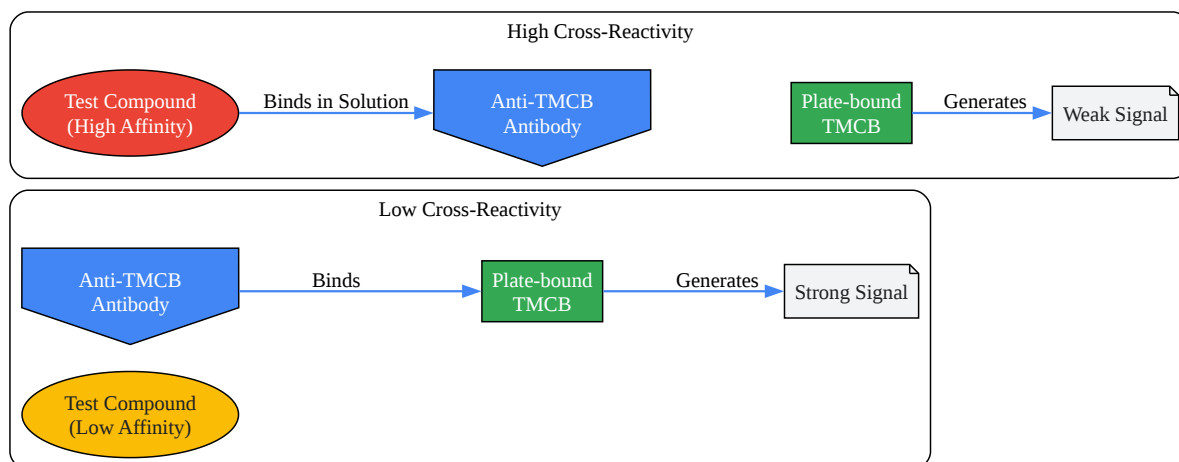 High Cross-Reactivity
Test Compound
(High Affinity)
Binds in Solution
Anti-TMCB
Antibody
Plate-bound
TMCB
Generates
Weak Signal
Low Cross-Reactivity
Anti-TMCB
Antibody
Binds
Plate-bound
TMCB
Generates
Strong Signal
Test Compound
(Low Affinity)